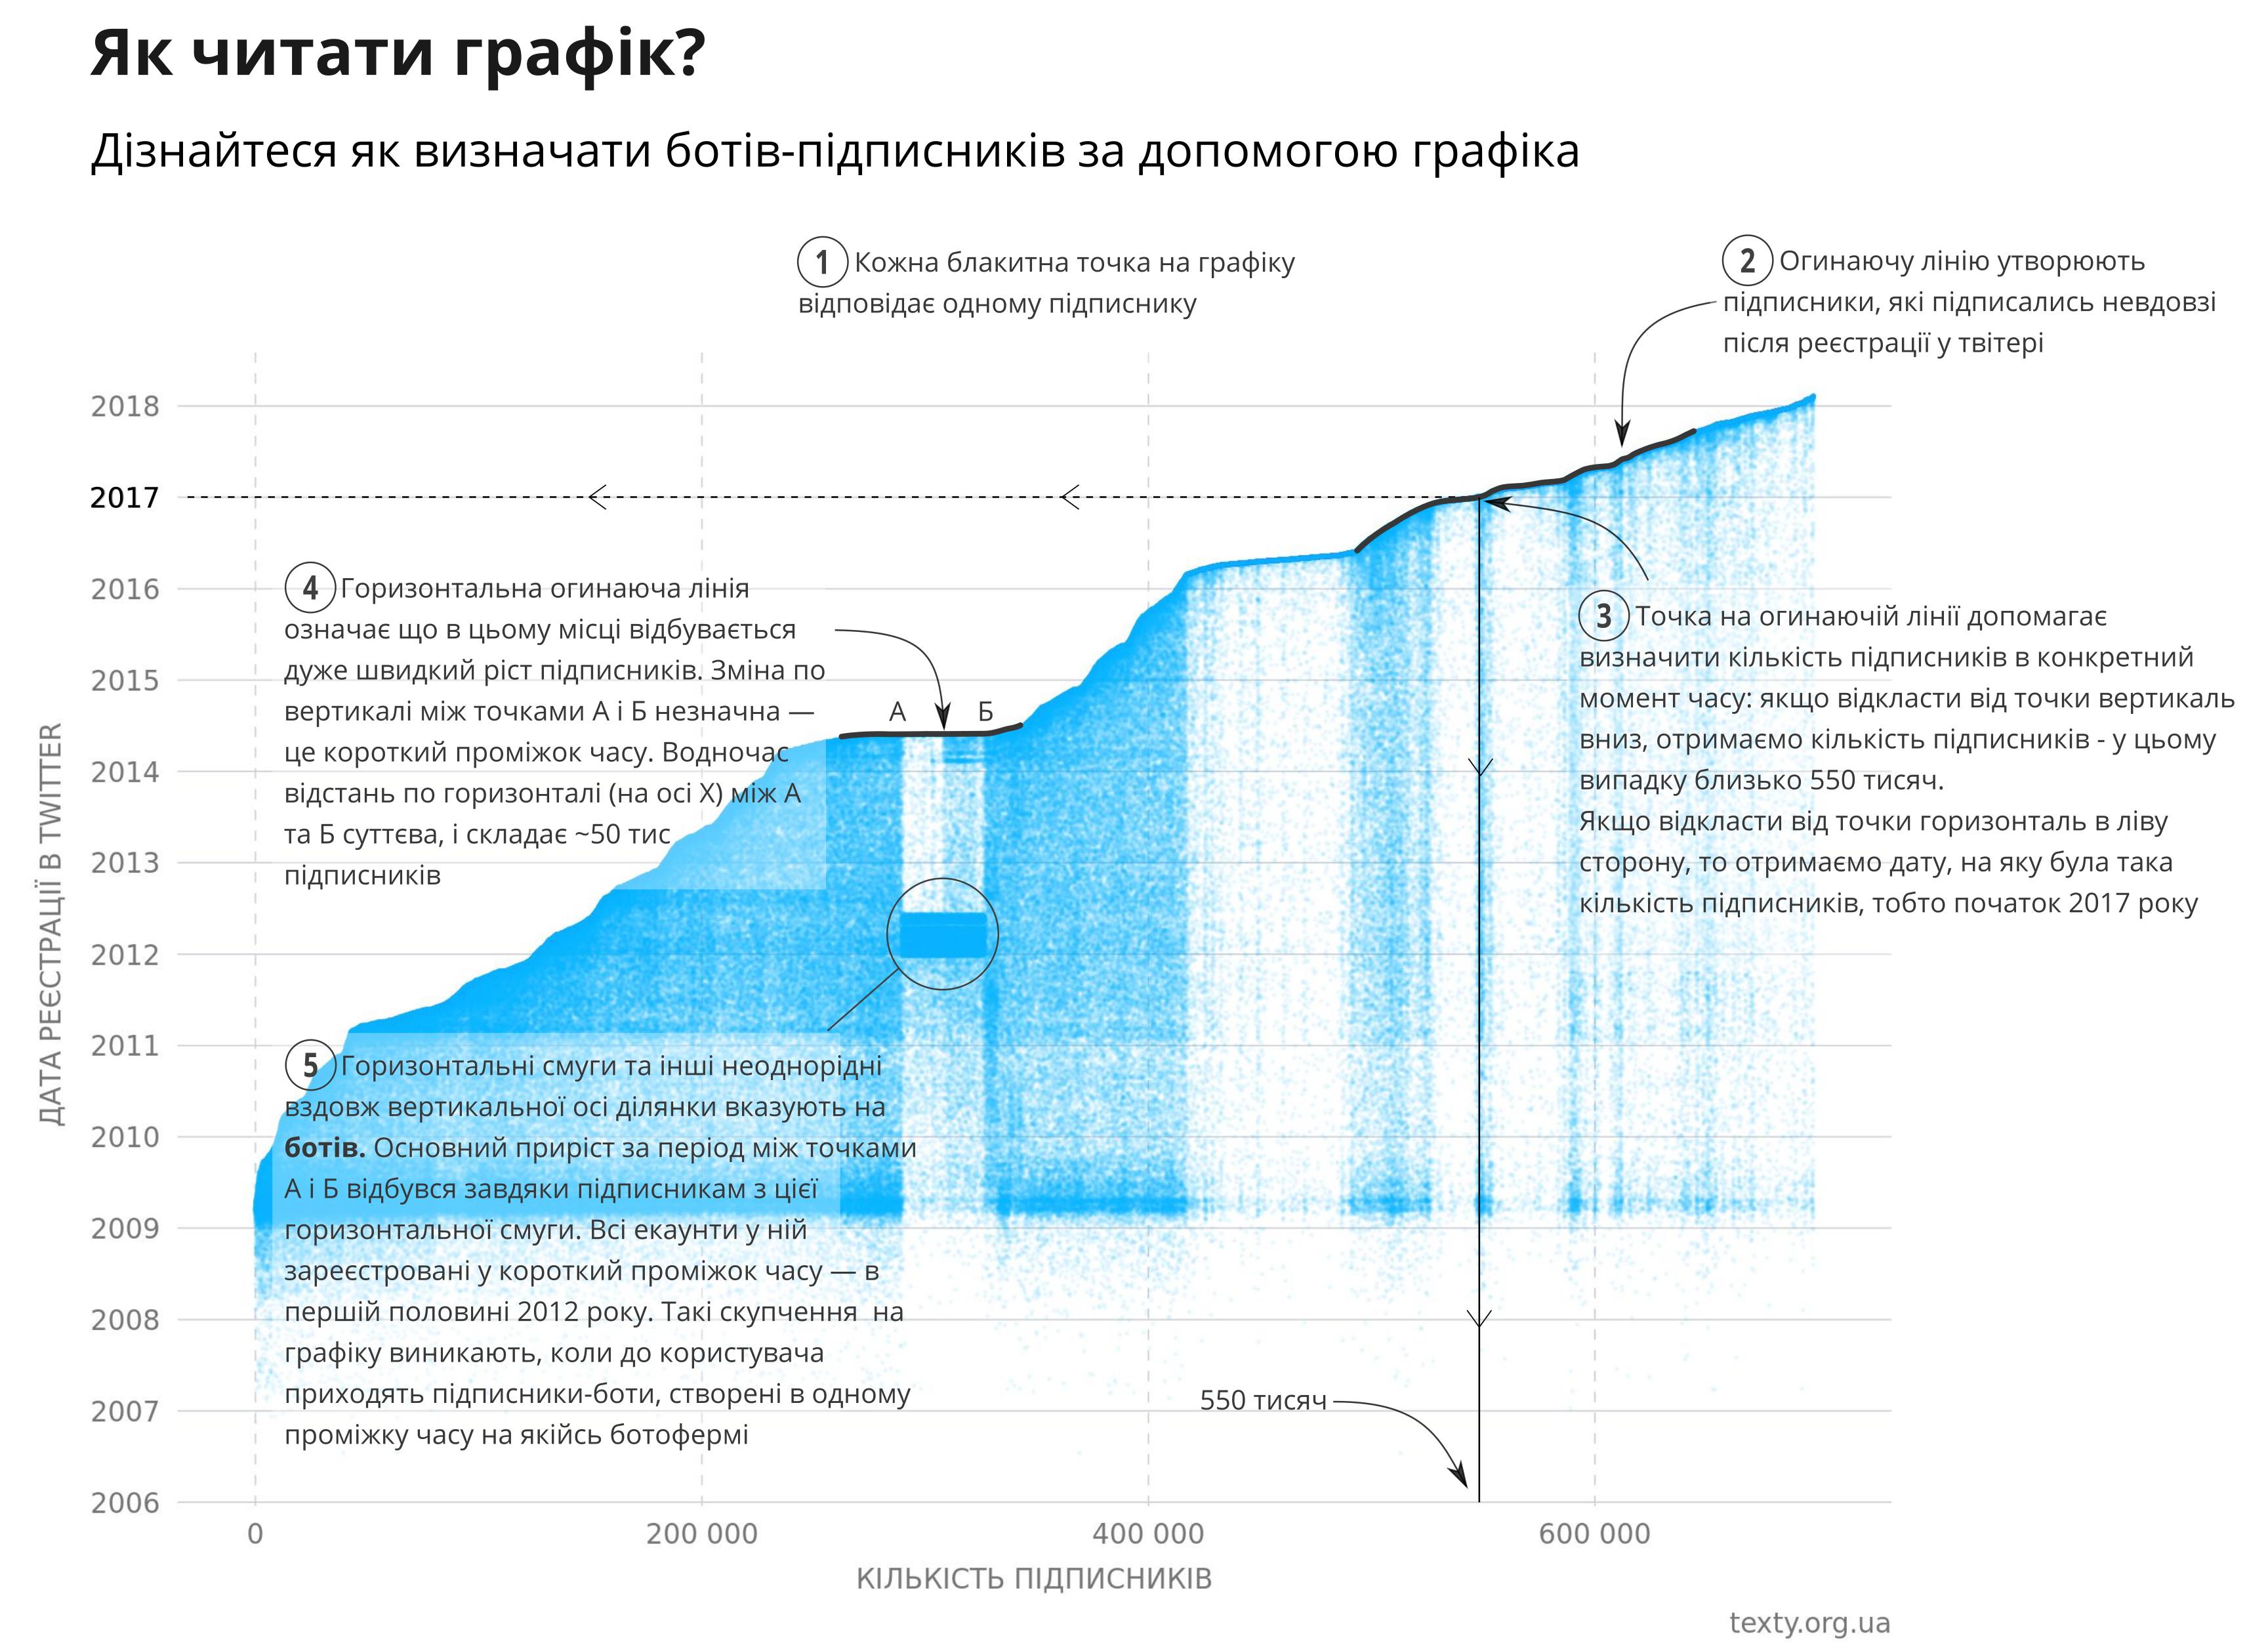 Як читати графік?
Дізнайтеся як визначати ботів-підписників за допомогою графіка
1 Кожна блакитна точка на графіку
відповідає одному підписнику
2 Огинаючу лінію утворюють
підписники, які підписались невдовзі
після реєстрації у твітері
2018
2017
2016
2015
2014
2013
2012
2011
2010
2009
2008
2007
2006
ДАТА РЕЄСТРАЦІЇ В TWITTER
4 Горизонтальна огинаюча лінія
означає що в цьому місці відбувається
дуже швидкий ріст підписників. Зміна по
вертикалі між точками А і Б незначна —
це короткий проміжок часу. Водночас
відстань по горизонталі (на осі X) між А
та Б суттєва, і складає ~50 тис
підписників
А
Б
3 Точка на огинаючій лінії допомагає
визначити кількість підписників в конкретний
момент часу: якщо відкласти від точки вертикаль
вниз, отримаємо кількість підписників - у цьому
випадку близько 550 тисяч.
Якщо відкласти від точки горизонталь в ліву
сторону, то отримаємо дату, на яку була така
кількість підписників, тобто початок 2017 року
5 Горизонтальні смуги та інші неоднорідні
вздовж вертикальної осі ділянки вказують на
ботів. Основний приріст за період між точками
А і Б відбувся завдяки підписникам з цієї
горизонтальної смуги. Всі екаунти у ній
зареєстровані у короткий проміжок часу — в
першій половині 2012 року. Такі скупчення на
графіку виникають, коли до користувача
приходять підписники-боти, створені в одному
проміжку часу на якійсь ботофермі
550 тисяч
0
200 000
400 000
600 000
КІЛЬКІСТЬ ПІДПИСНИКІВ
texty.org.ua